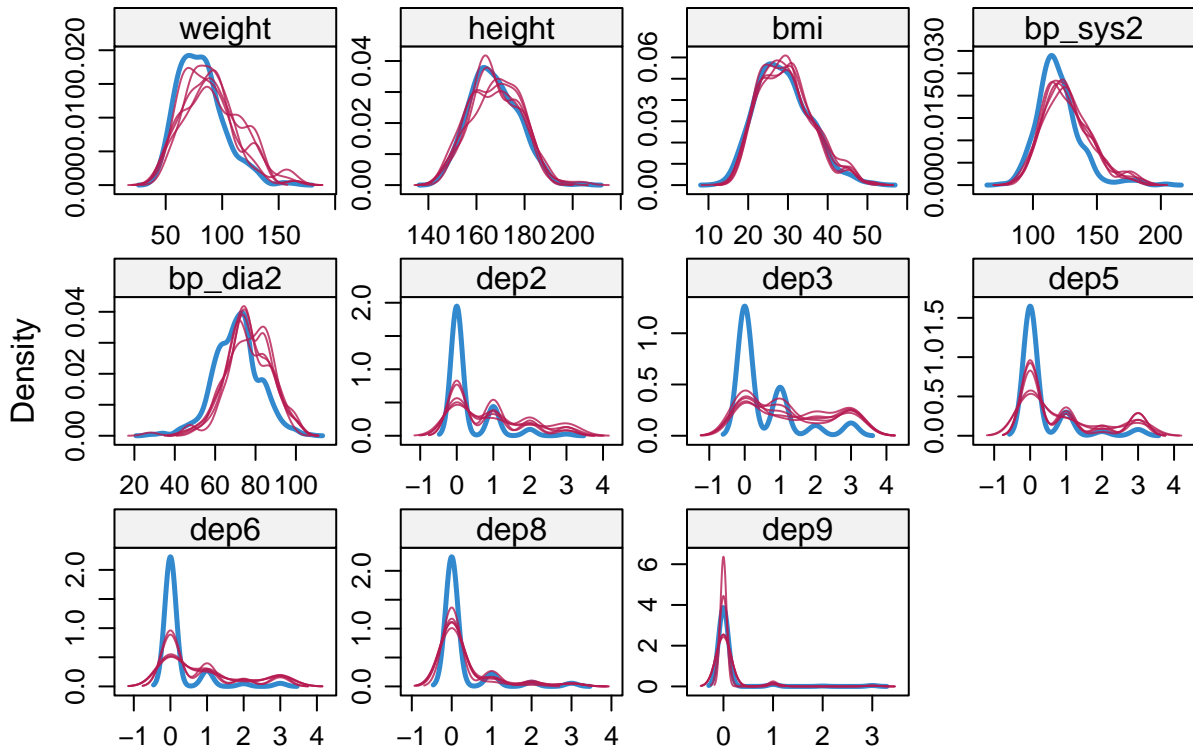 weight
height
bmi
bp_sys2
0.000 0.010 0.020
0.00 0.02 0.04
0.00 0.03 0.06
0.000 0.015 0.030
50 100 150
140 160 180 200
10 20 30 40 50
100 150 200
Density
bp_dia2
dep2
dep3
dep5
0.00 0.02 0.04
0.0 1.0 2.0
0.0 0.5 1.0
0.0 0.5 1.0 1.5
20 40 60 80 100
−1 0 1 2 3 4
−1 0 1 2 3 4
−1 0 1 2 3 4
dep6
dep8
dep9
0.0 1.0 2.0
0.0 1.0 2.0
0 2 4 6
−1 0 1 2 3 4
−1 0 1 2 3 4
0 1 2 3